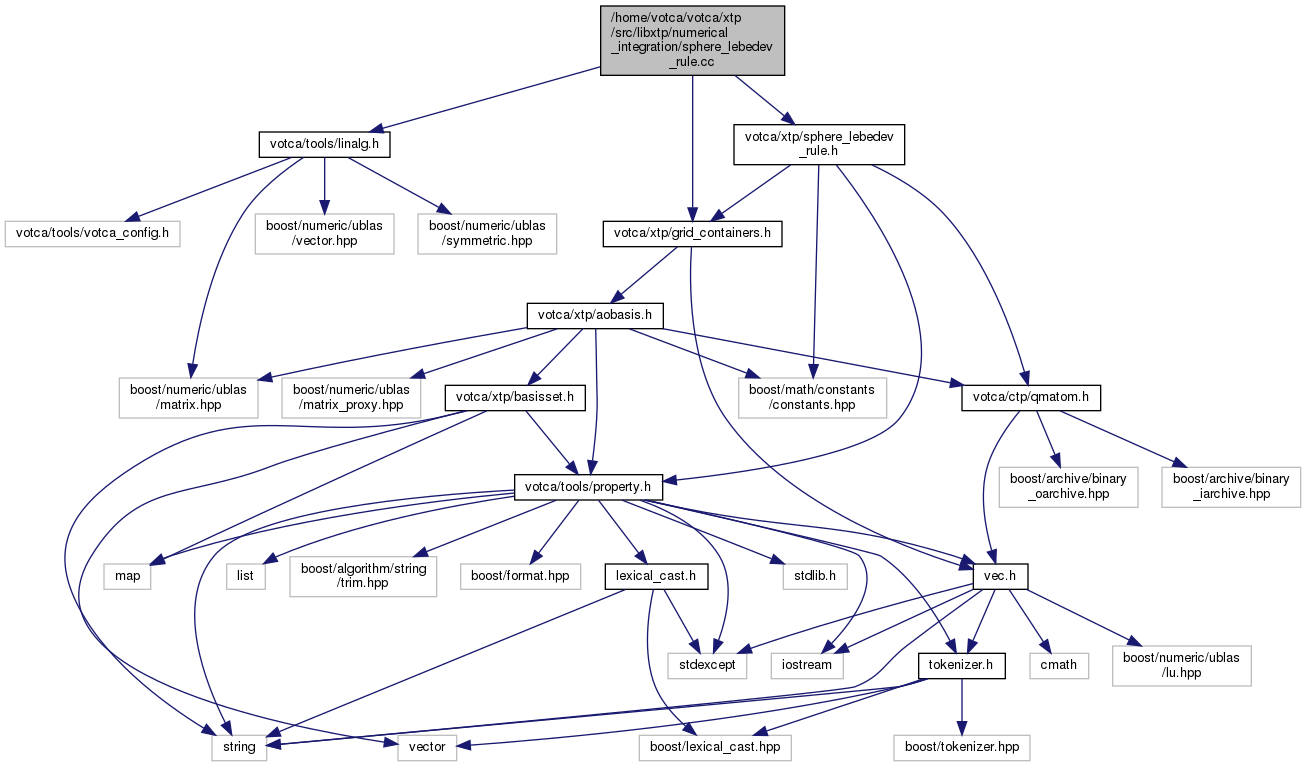 /home/votca/votca/xtp
/src/libxtp/numerical
_integration/sphere_lebedev
_rule.cc
votca/tools/linalg.h
votca/xtp/sphere_lebedev
_rule.h
votca/tools/votca_config.h
boost/numeric/ublas
/vector.hpp
boost/numeric/ublas
/symmetric.hpp
votca/xtp/grid_containers.h
votca/xtp/aobasis.h
boost/numeric/ublas
/matrix.hpp
boost/numeric/ublas
/matrix_proxy.hpp
votca/xtp/basisset.h
boost/math/constants
/constants.hpp
votca/ctp/qmatom.h
votca/tools/property.h
boost/archive/binary
_oarchive.hpp
boost/archive/binary
_iarchive.hpp
map
list
boost/algorithm/string
/trim.hpp
boost/format.hpp
lexical_cast.h
stdlib.h
vec.h
stdexcept
iostream
tokenizer.h
cmath
boost/numeric/ublas
/lu.hpp
string
vector
boost/lexical_cast.hpp
boost/tokenizer.hpp